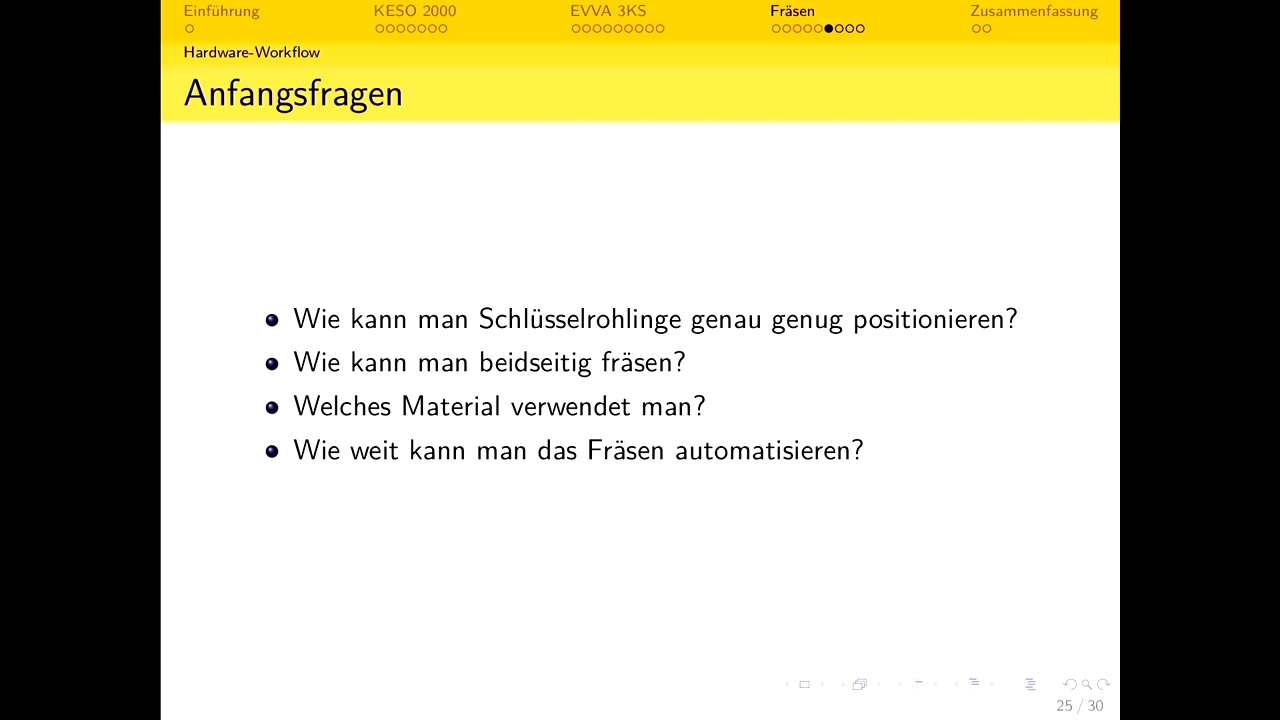 Einführung KESO 2000 EVVA 3KS Fräsen Zusammenfassung
Hardware-Workflow
Anfangsfragen
Wie kann man Schlüsselrohlinge genau genug positionieren?
Wie kann man beidseitig fräsen?
Welches Material verwendet man?
Wie weit kann man das Fräsen automatisieren?
25 / 30